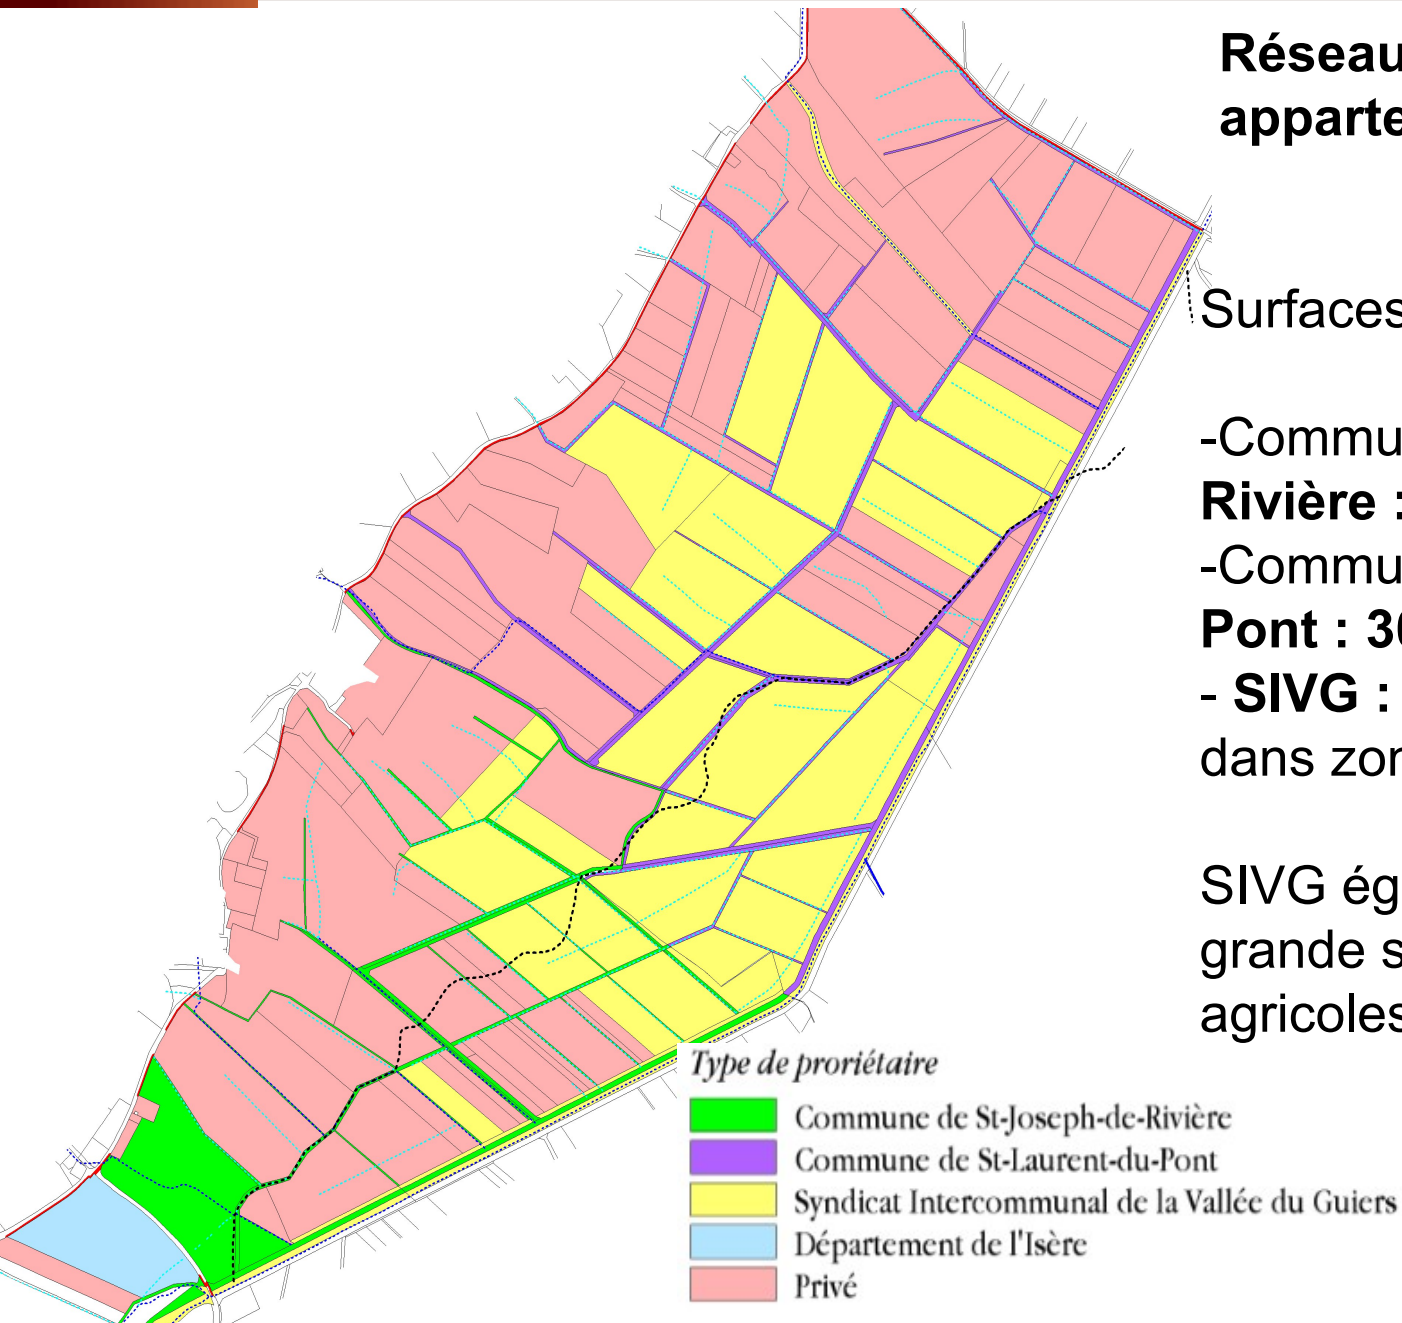 Réseau
apparte
Surfaces
-Commu
Rivière :
-Commu
Pont : 30
- SIVG :
dans zon
SIVG ég
grande s
agricoles
Type de proriétaire
Commune de St-Joseph-de-Rivière
Commune de St-Laurent-du-Pont
Syndicat Intercommunal de la Vallée du Guiers
Département de l'Isère
Privé